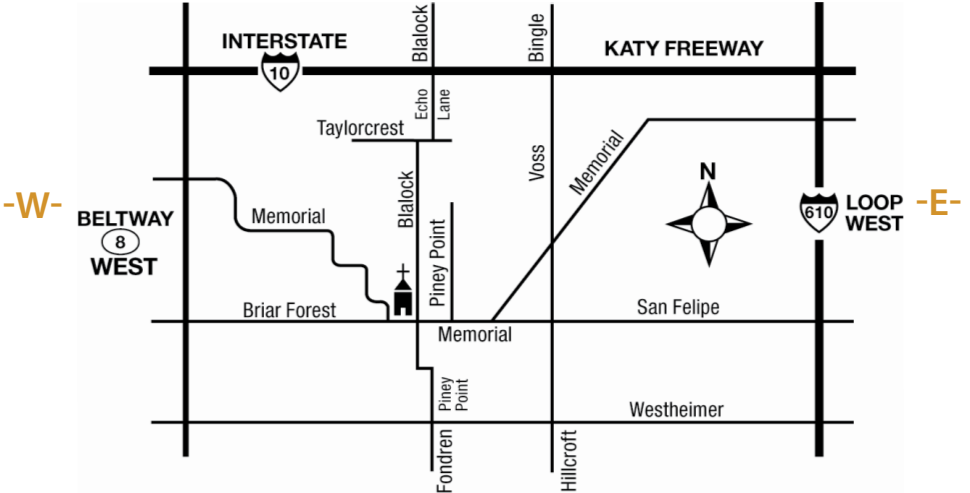 Blalock
Bingle
INTERSTATE
10
KATY FREEWAY
Echo
Lane
Taylorcrest
Memorial
Voss
Blalock
N
-W-
-E-
BELTWAY
8
WEST
Memorial
610
LOOP
WEST
Piney Point
Briar Forest
San Felipe
Memorial
Piney
Point
Westheimer
Fondren
Hillcroft